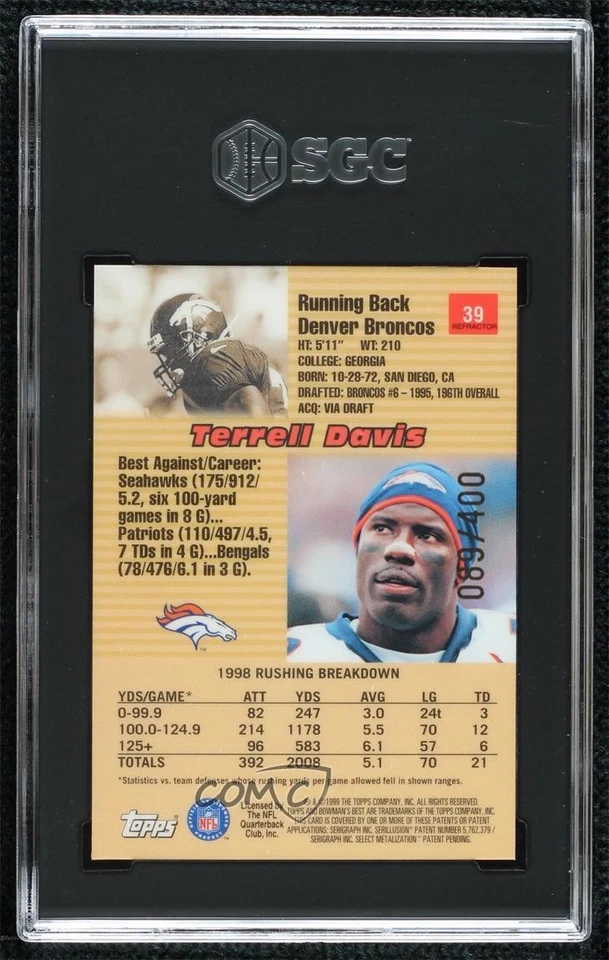 SGC
Running Back
Denver Broncos
39
REFRACTOR
HT: 5'11" WT: 210
COLLEGE: GEORGIA
BORN: 10-28-72, SAN DIEGO, CA
DRAFTED: BRONCOS #6 – 1995, 196TH OVERALL
ACQ: VIA DRAFT
Terrell Davis
Best Against/Career:
Seahawks (175/912/
5.2, six 100-yard
games in 8 G)...
Patriots (110/497/4.5,
7 TDs in 4 G)...Bengals
(78/476/6.1 in 3 G).
089/400
TM
1998 RUSHING BREAKDOWN
YDS/GAME* ATT YDS AVG LG TD
0-99.9 82 247 3.0 24t 3
100.0-124.9 214 1178 5.5 70 12
125+ 96 583 6.1 57 6
TOTALS 392 2008 5.1 70 21
*Statistics vs. team defenses whose rushing yards per game allowed fell in shown ranges.
COMC
Topps
NFL
Licensed by
The NFL
Quarterback
Club, Inc.
® & ©1999 THE TOPPS COMPANY, INC. ALL RIGHTS RESERVED.
TOPPS AND BOWMAN'S BEST ARE TRADEMARKS OF THE TOPPS COMPANY, INC.
THIS CARD IS COVERED BY ONE OR MORE OF THESE PATENTS OR PATENT
APPLICATIONS: SERIGRAPH INC. SERILLUSION™ PATENT NUMBER 5,762,379 /
SERIGRAPH INC. SELECT METALIZATION™ PATENT PENDING.